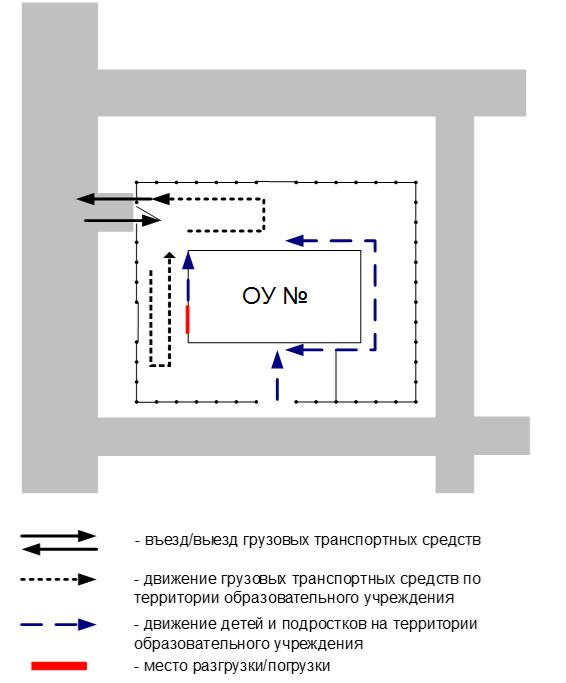 ОУ №
- въезд/выезд грузовых транспортных средств
- движение грузовых транспортных средств по
территории образовательного учреждения
- движение детей и подростков на территории
образовательного учреждения
- место разгрузки/погрузки